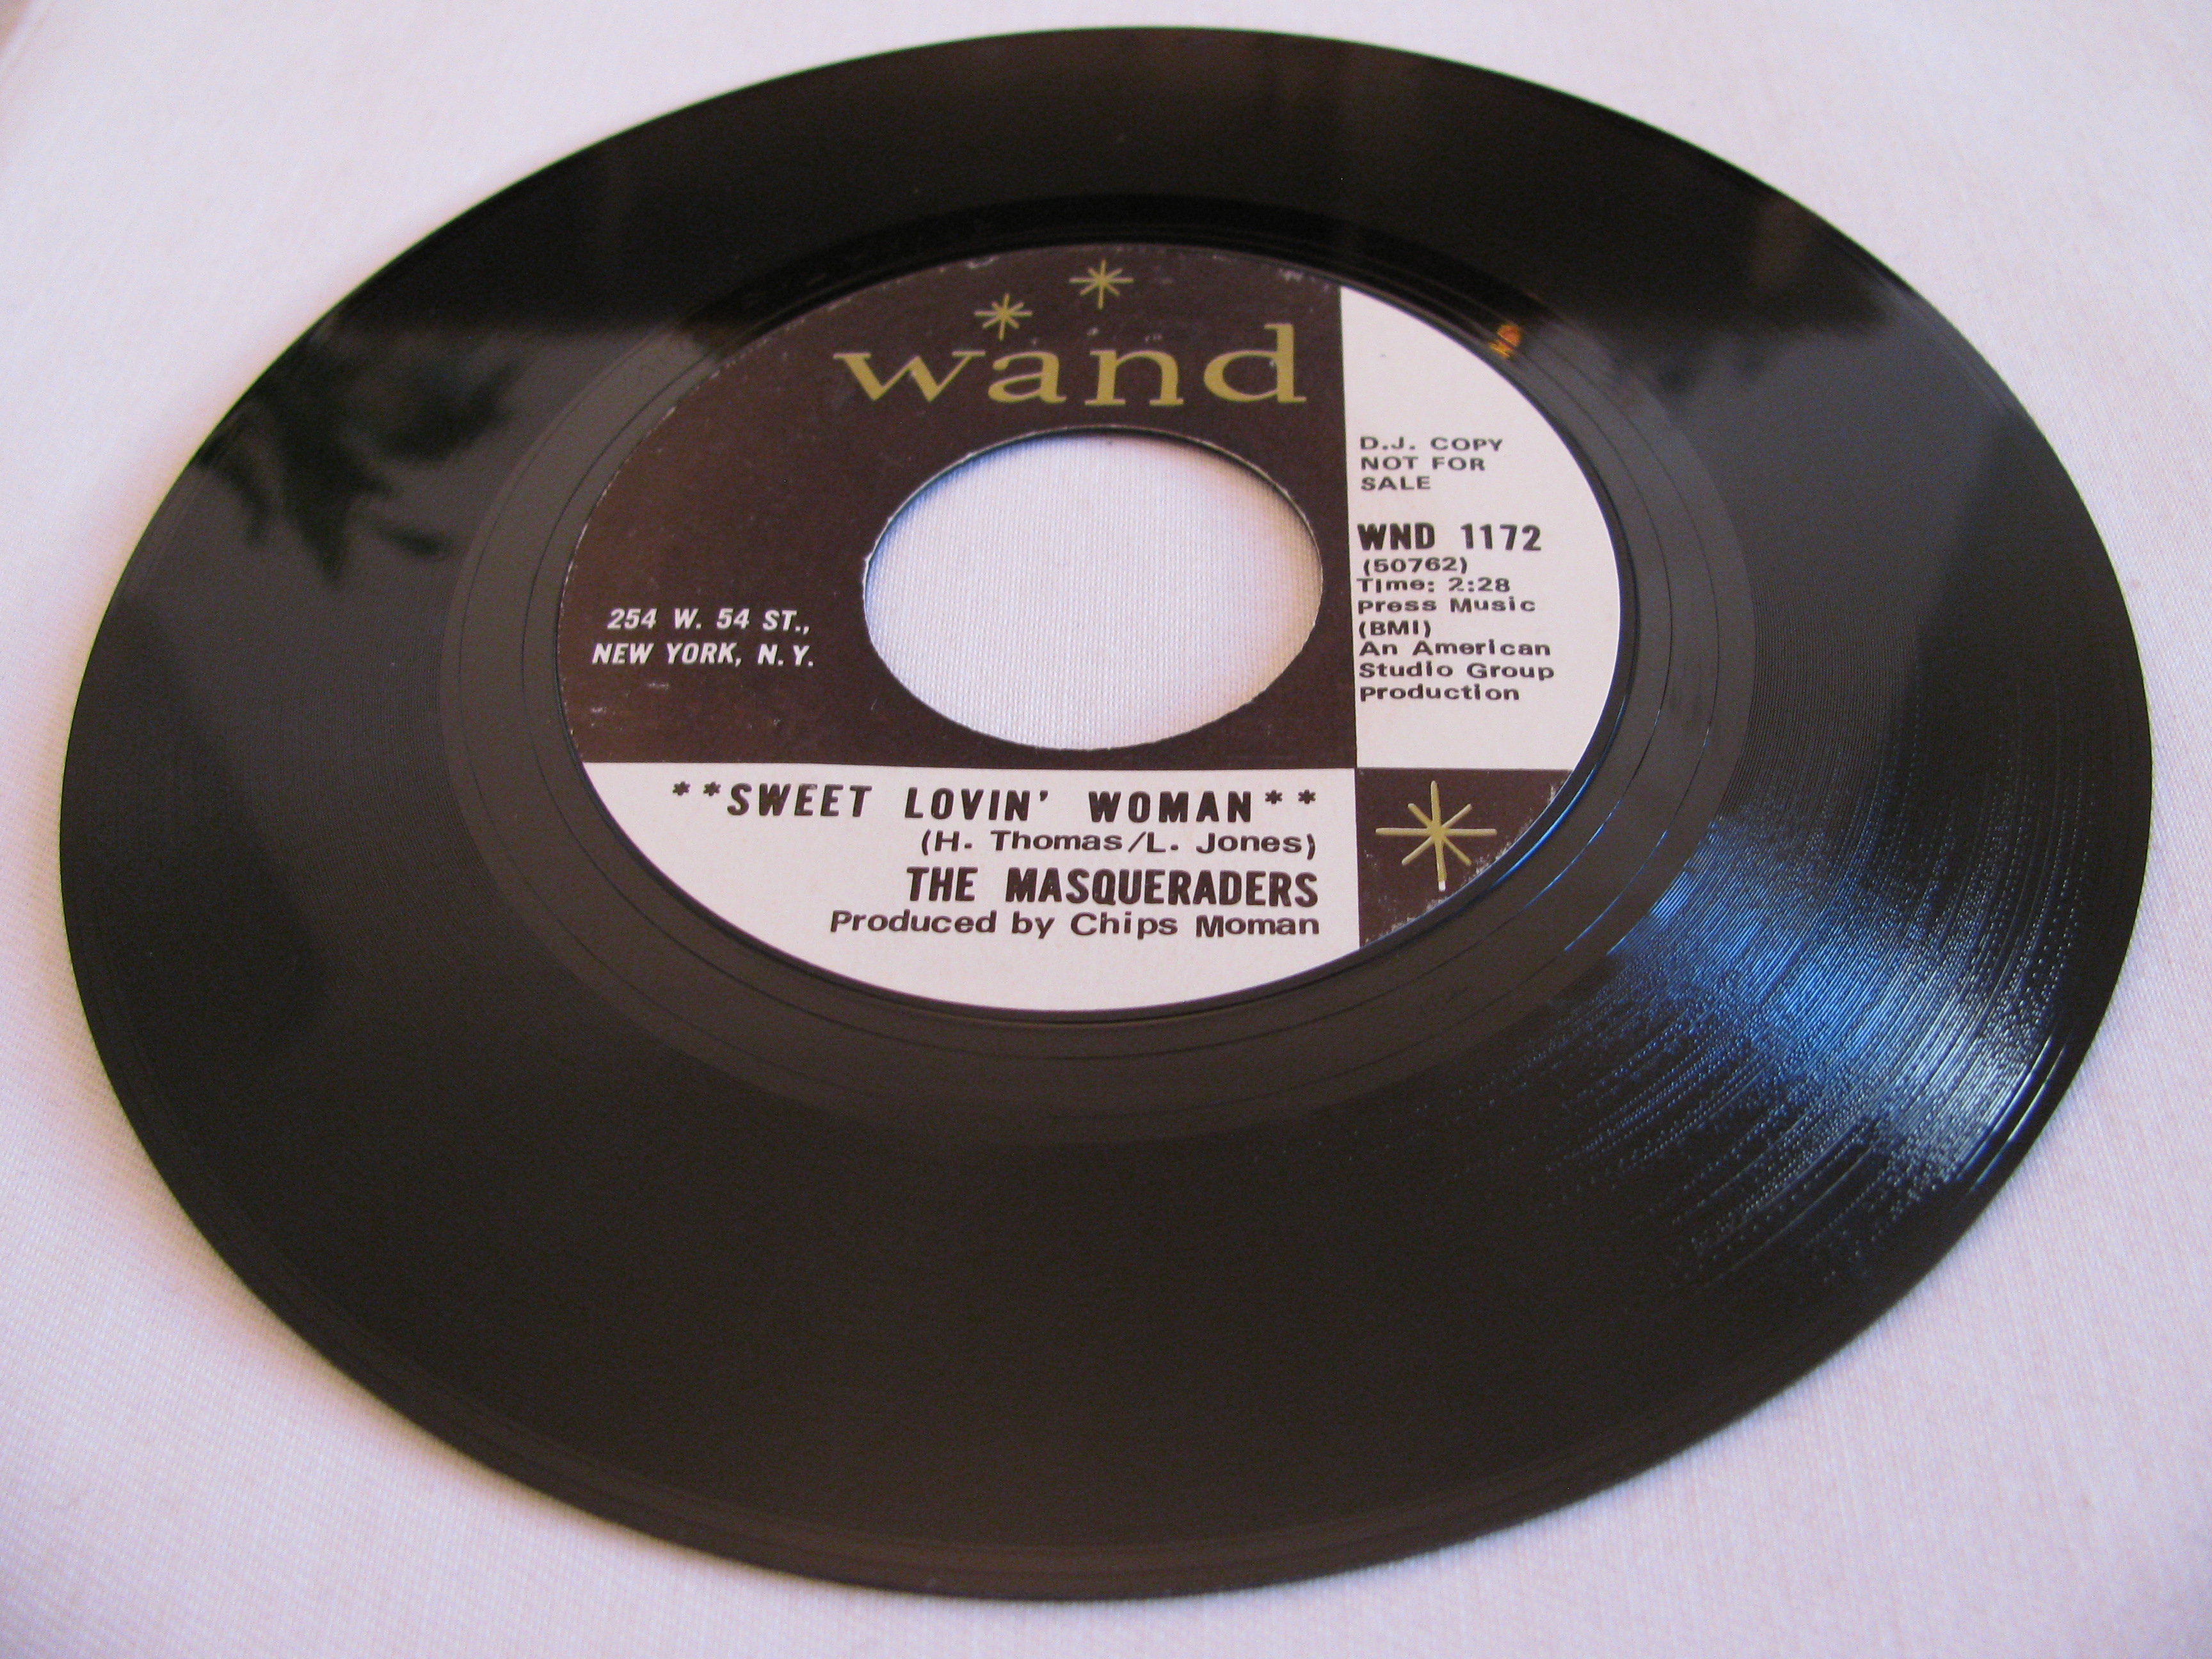 wand
D.J. COPY
NOT FOR
SALE
WND 1172
(50762)
Time: 2:28
Press Music
(BMI)
An American
Studio Group
Production
254 W. 54 ST.,
NEW YORK, N.Y.
**SWEET LOVIN' WOMAN**
(H. Thomas/L. Jones)
THE MASQUERADERS
Produced by Chips Moman